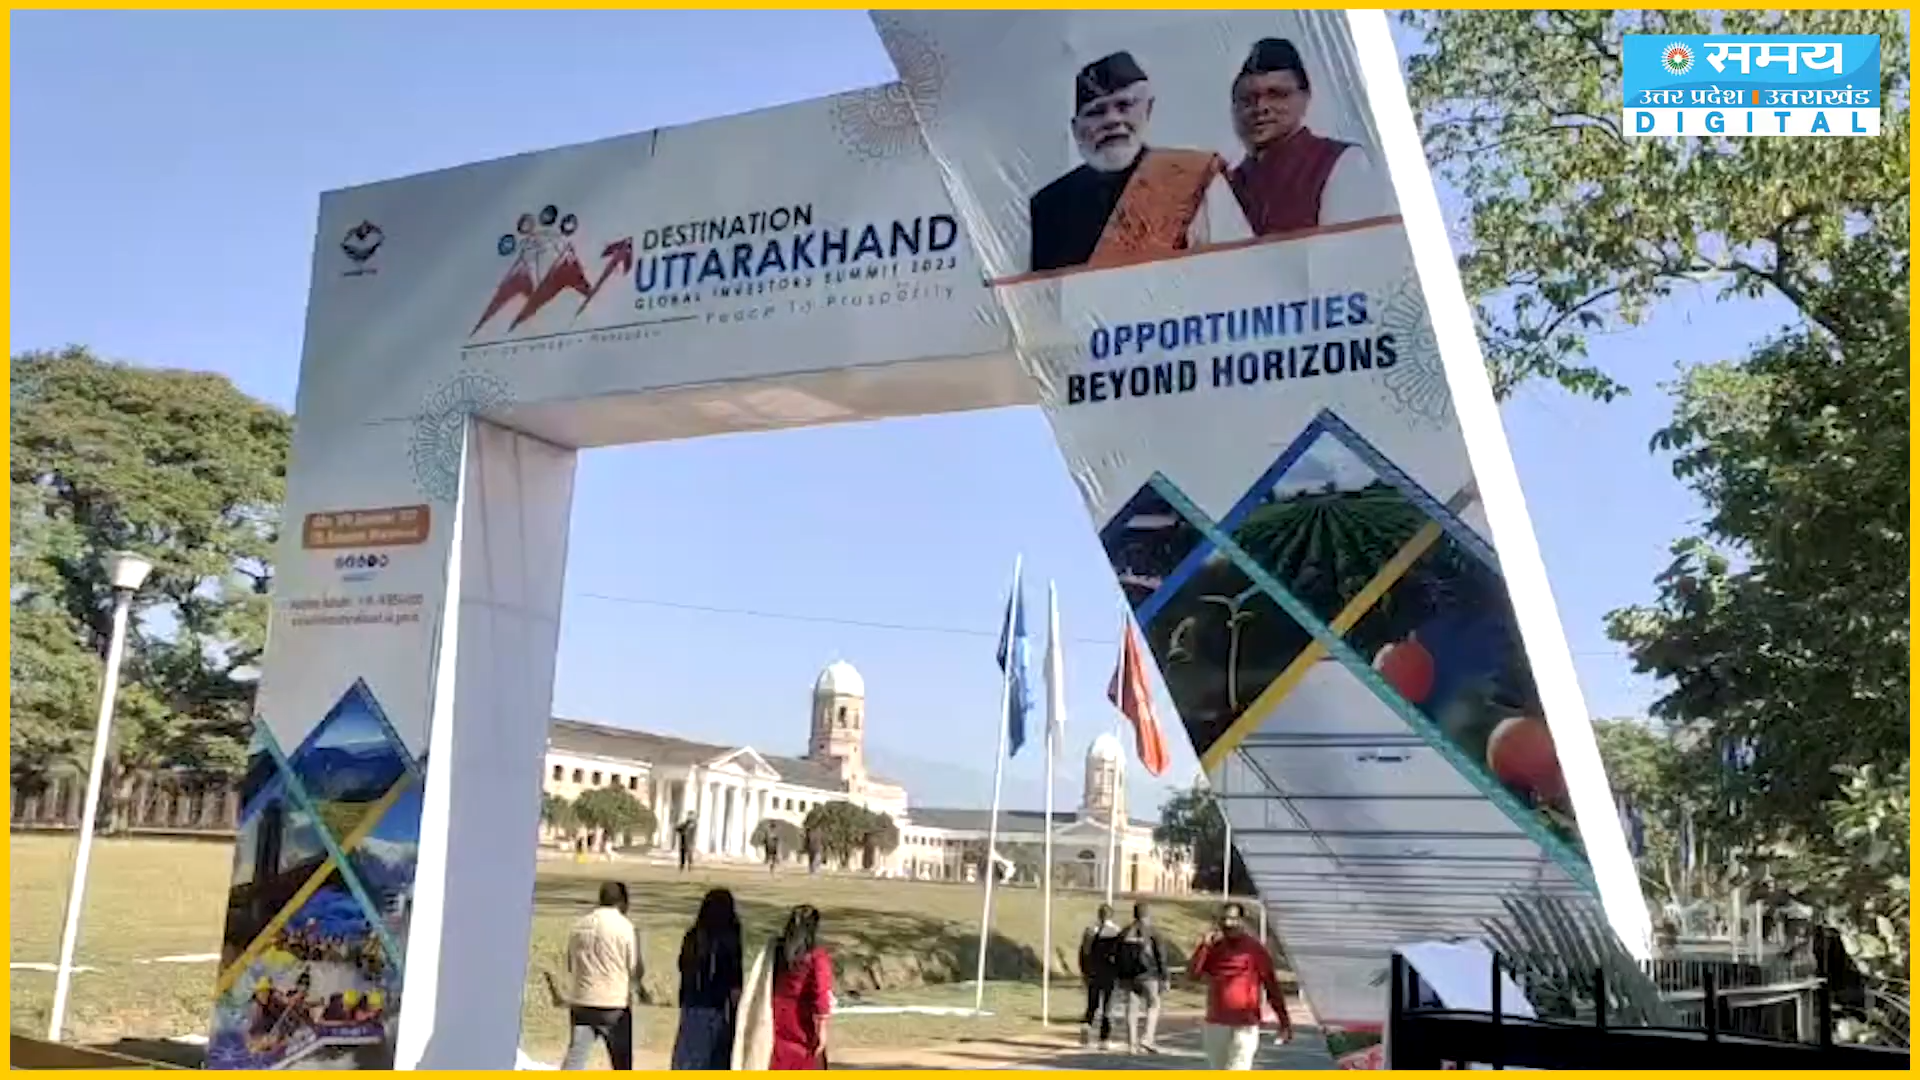 समय
उत्तर प्रदेश उत्तराखंड
DIGITAL
DESTINATION
UTTARAKHAND
GLOBAL INVESTORS SUMMIT 2023
Peace To Prosperity
OPPORTUNITIES
BEYOND HORIZONS